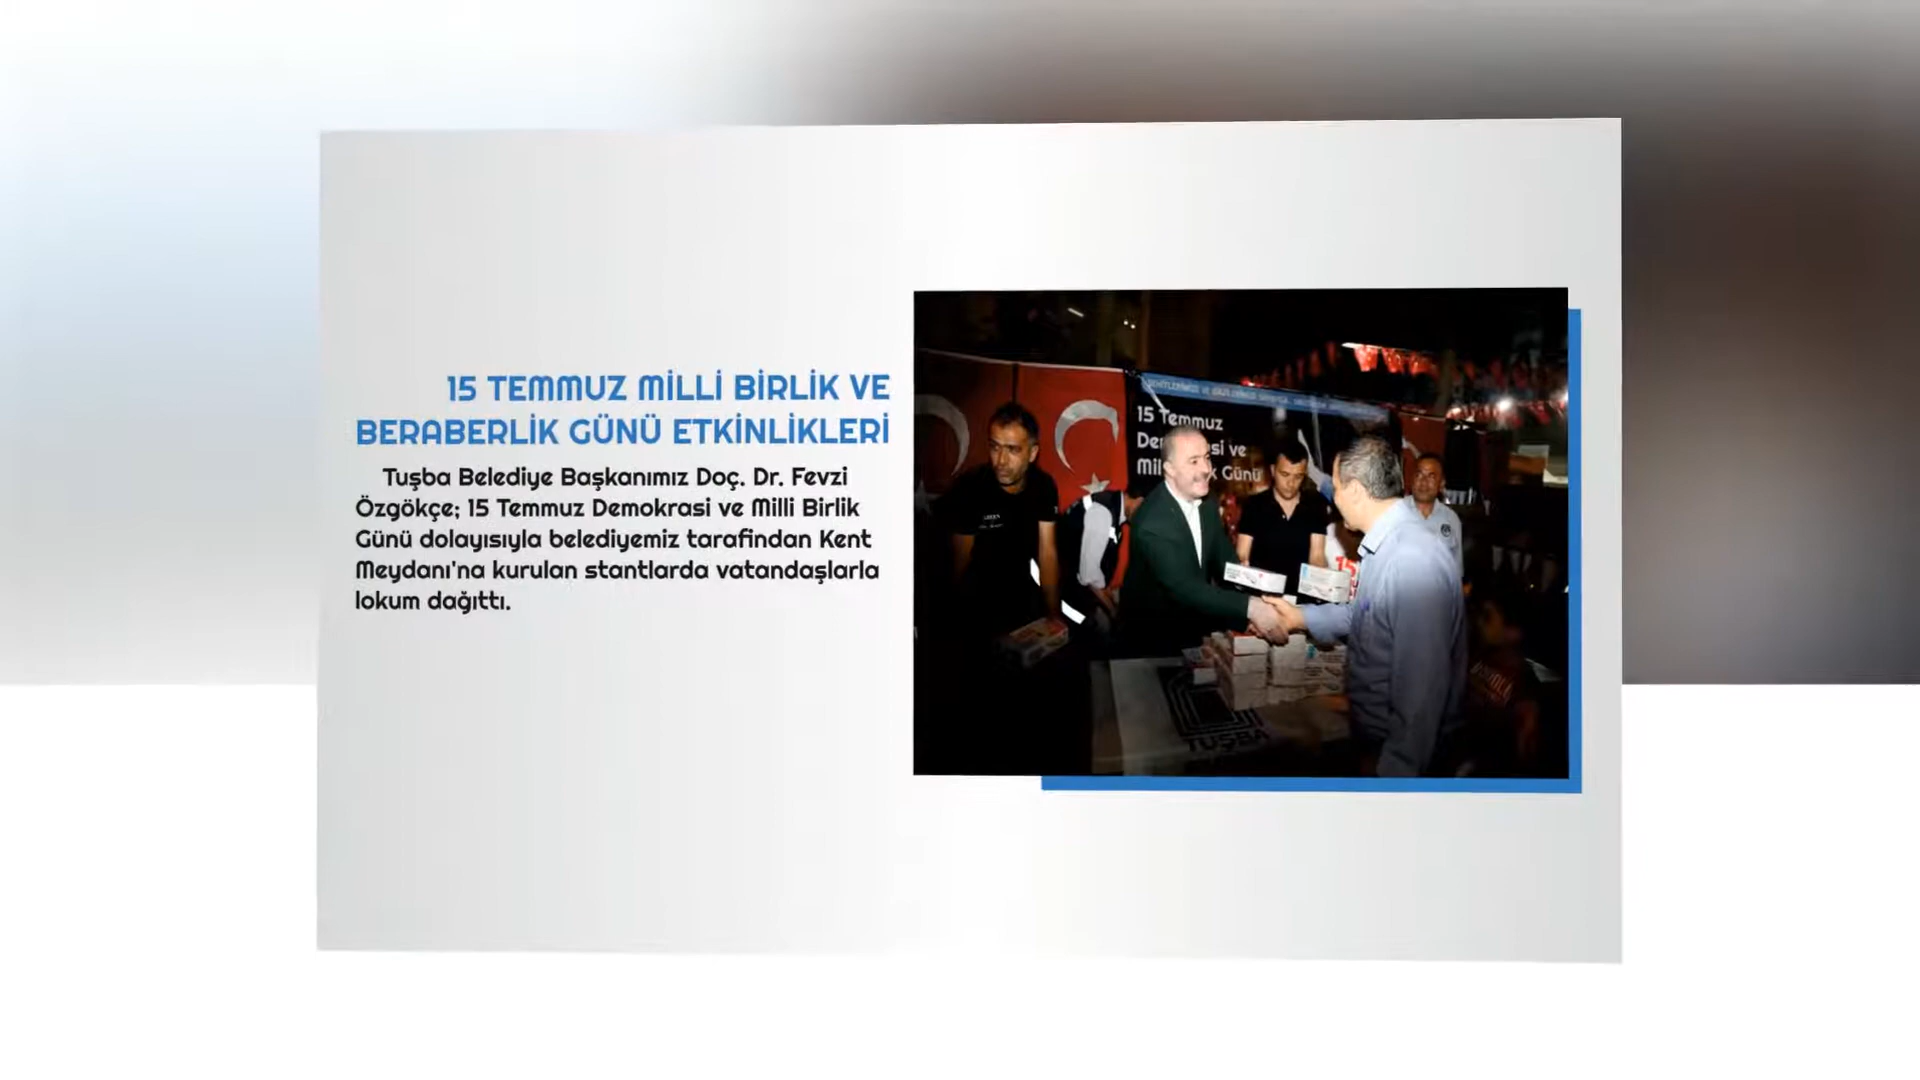 15 TEMMUZ MİLLİ BİRLİK VE
BERABERLİK GÜNÜ ETKİNLİKLERİ
Tuşba Belediye Başkanımız Doç. Dr. Fevzi
Özgökçe; 15 Temmuz Demokrasi ve Milli Birlik
Günü dolayısıyla belediyemiz tarafından Kent
Meydanı'na kurulan stantlarda vatandaşlarla
lokum dağıttı.
15 Temmuz
ve
Günü
TUŞBA